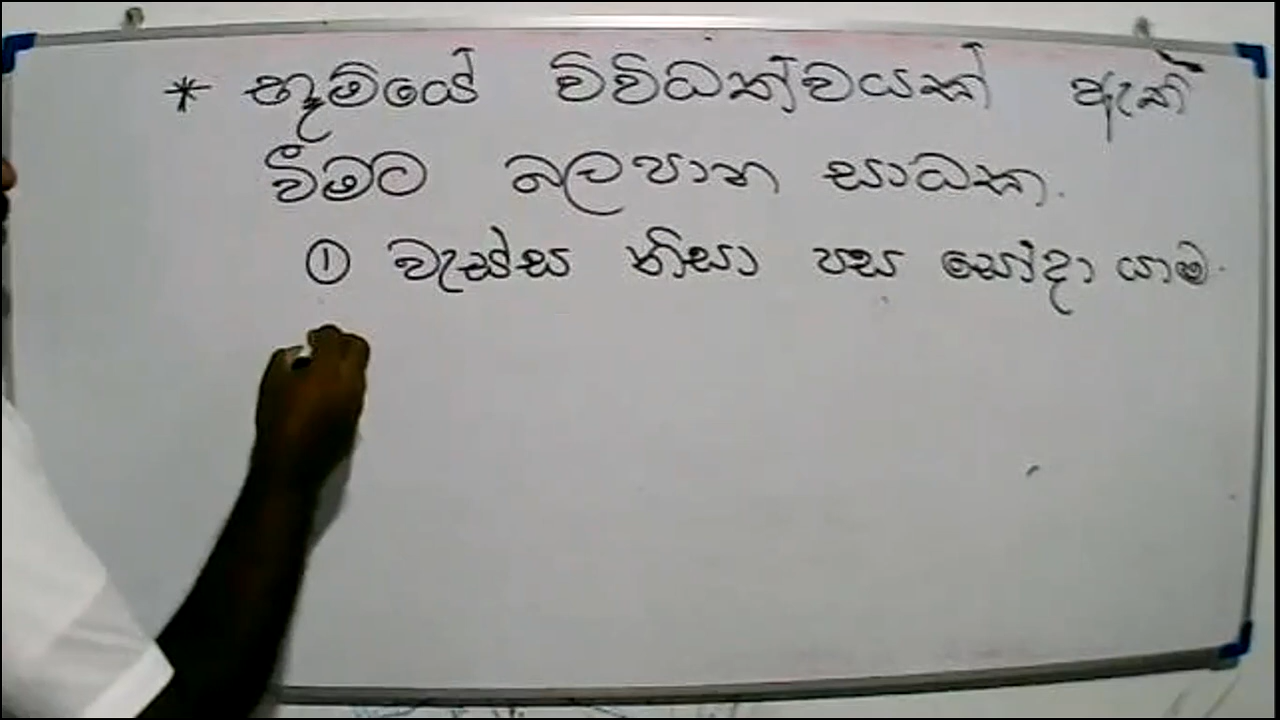 * භූමියේ විවිධත්වයක් ඇති
වීමට බලපාන සාධක.
① වැස්ස නිසා පස සෝදා යාම.